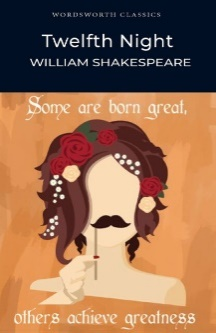 WORDSWORTH CLASSICS
Twelfth Night
WILLIAM SHAKESPEARE
Some are born great,
others achieve greatness